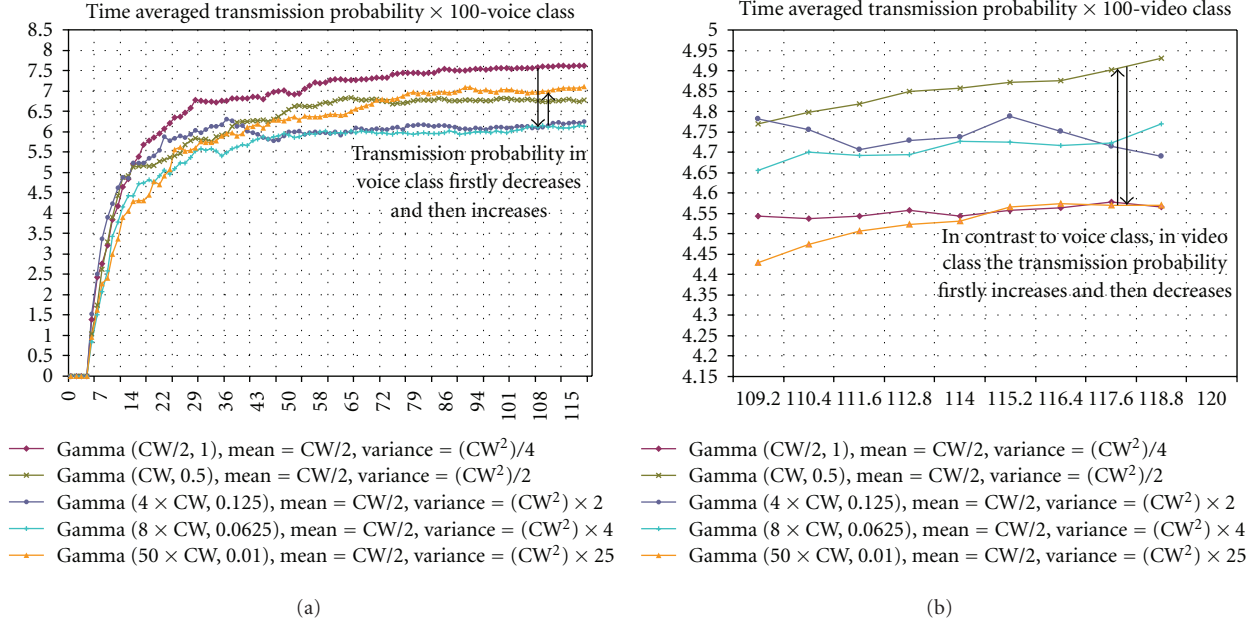 Time averaged transmission probability × 100-voice class
8.5
8
7.5
7
6.5
6
5.5
5
4.5
4
3.5
3
2.5
2
1.5
1
0.5
0
Transmission probability in
voice class firstly decreases
and then increases
0 7 14 22 29 36 43 50 58 65 72 79 86 94 101 108 115
Gamma (CW/2, 1), mean = CW/2, variance = (CW²)/4
Gamma (CW, 0.5), mean = CW/2, variance = (CW²)/2
Gamma (4 × CW, 0.125), mean = CW/2, variance = (CW²) × 2
Gamma (8 × CW, 0.0625), mean = CW/2, variance = (CW²) × 4
Gamma (50 × CW, 0.01), mean = CW/2, variance = (CW²) × 25
(a)
Time averaged transmission probability × 100-video class
5
4.95
4.9
4.85
4.8
4.75
4.7
4.65
4.6
4.55
4.5
4.45
4.4
4.35
4.3
4.25
4.2
4.15
In contrast to voice class, in video
class the transmission probability
firstly increases and then decreases
109.2 110.4 111.6 112.8 114 115.2 116.4 117.6 118.8 120
Gamma (CW/2, 1), mean = CW/2, variance = (CW²)/4
Gamma (CW, 0.5), mean = CW/2, variance = (CW²)/2
Gamma (4 × CW, 0.125), mean = CW/2, variance = (CW²) × 2
Gamma (8 × CW, 0.0625), mean = CW/2, variance = (CW²) × 4
Gamma (50 × CW, 0.01), mean = CW/2, variance = (CW²) × 25
(b)